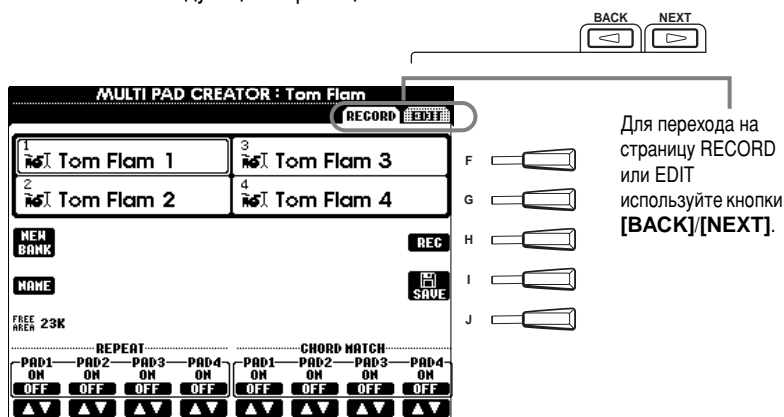 BACK NEXT
MULTI PAD CREATOR : Tom Flam
RECORD EDIT
1 Tom Flam 1
3 Tom Flam 3
2 Tom Flam 2
4 Tom Flam 4
NEW
BANK
REC
NAME
SAVE
FREE
AREA 23K
REPEAT CHORD MATCH
PAD1 PAD2 PAD3 PAD4 PAD1 PAD2 PAD3 PAD4
ON ON ON ON ON ON ON ON
OFF OFF OFF OFF OFF OFF OFF OFF
F
G
H
I
J
Для перехода на
страницу RECORD
или EDIT
используйте кнопки
[BACK]/[NEXT].